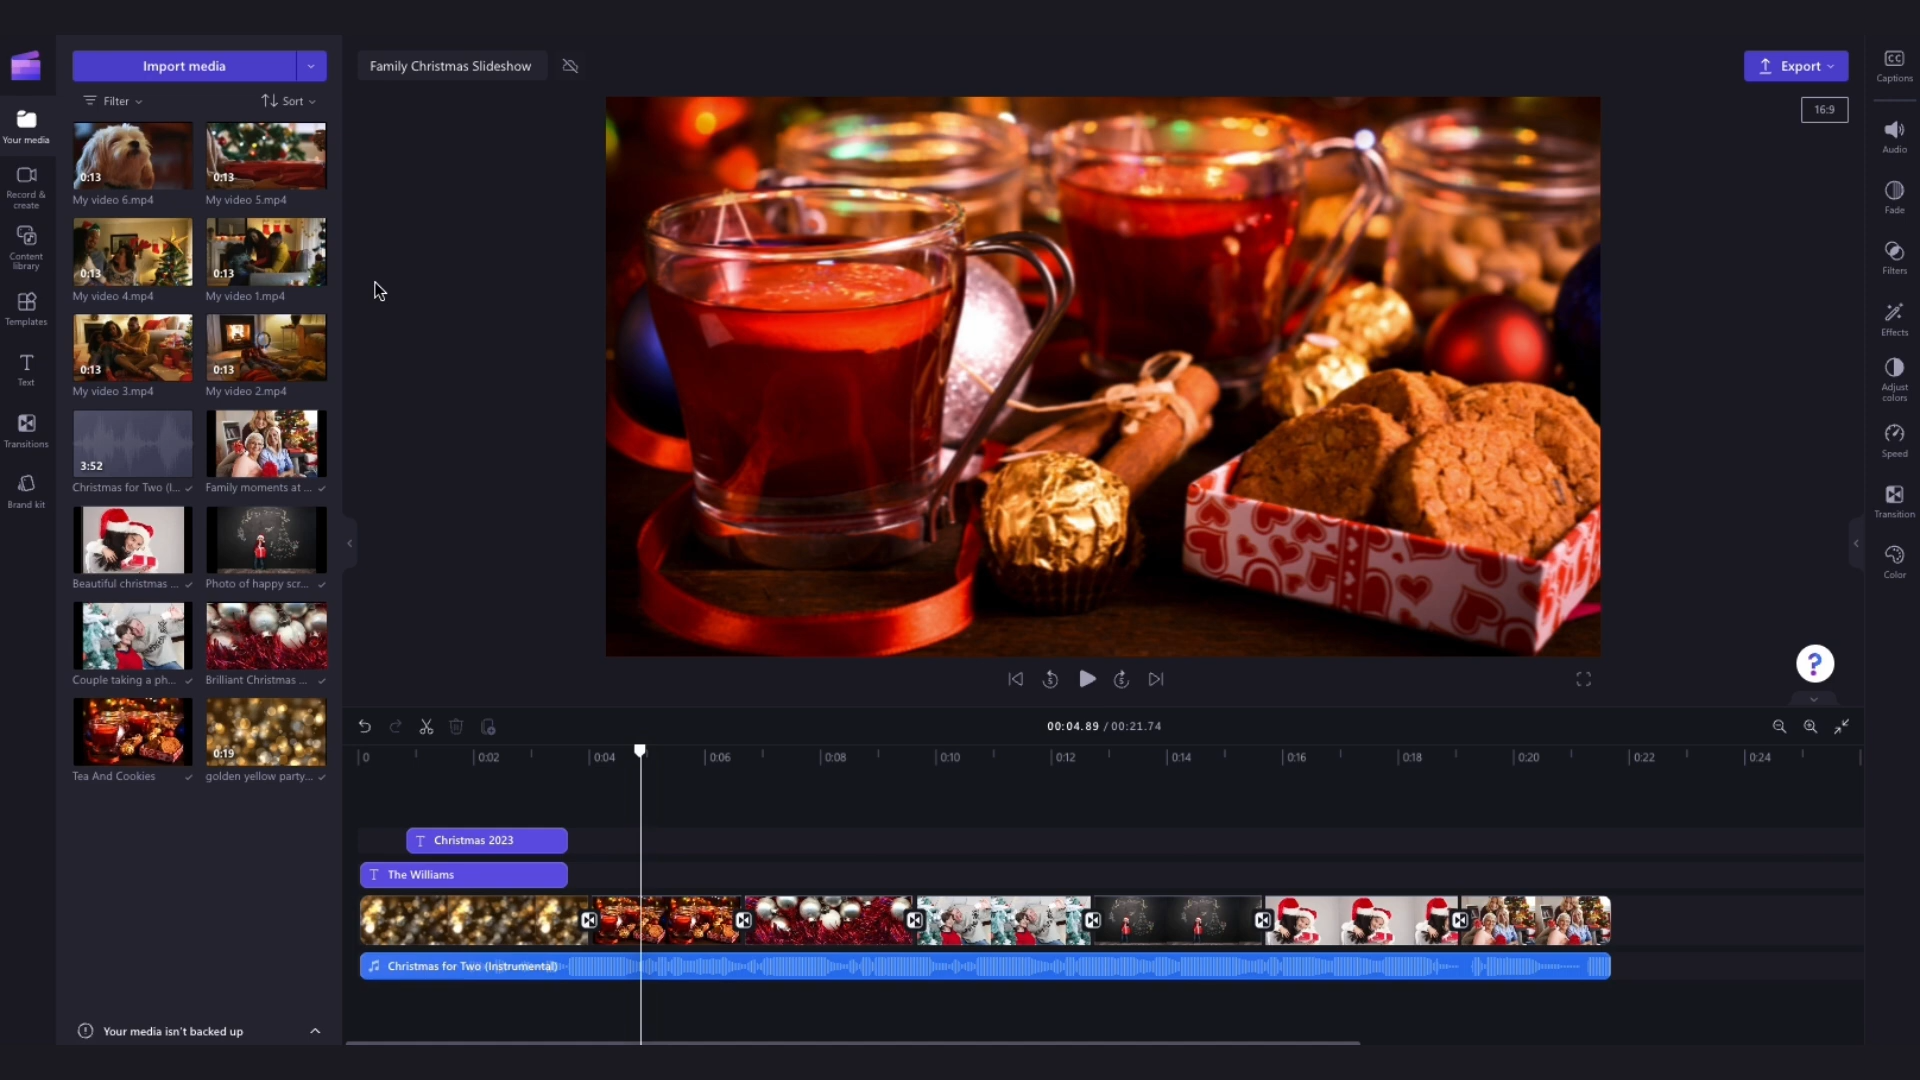 Import media
Family Christmas Slideshow
Export
CC
Captions
Filter
Sort
16:9
Your media
Record & create
Content library
Templates
Text
Transitions
Brand kit
0:13
My video 6.mp4
0:13
My video 5.mp4
0:13
My video 4.mp4
0:13
My video 1.mp4
0:13
My video 3.mp4
0:13
My video 2.mp4
3:52
Christmas for Two (I...
Family moments at ...
Beautiful christmas ...
Photo of happy scr...
Couple taking a ph...
Brilliant Christmas ...
Tea And Cookies
0:19
golden yellow party...
Your media isn't backed up
Audio
Fade
Filters
Effects
Adjust colors
Speed
Transition
Color
?
5
5
00:04.89 / 00:21.74
0
0:02
0:04
0:06
0:08
0:10
0:12
0:14
0:16
0:18
0:20
0:22
0:24
T Christmas 2023
T The Williams
Christmas for Two (Instrumental)